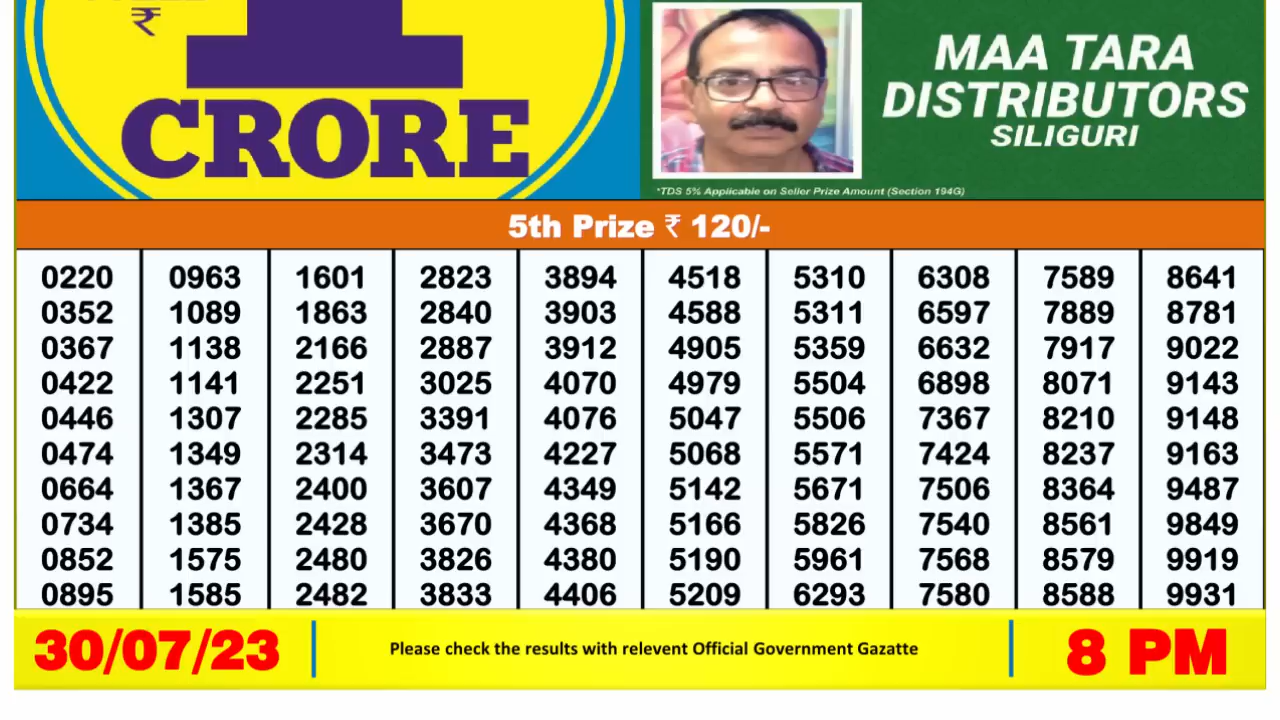 ₹
1
CRORE
MAA TARA
DISTRIBUTORS
SILIGURI
*TDS 5% Applicable on Seller Prize Amount (Section 194G)
5th Prize ₹ 120/-
0220 0963 1601 2823 3894 4518 5310 6308 7589 8641
0352 1089 1863 2840 3903 4588 5311 6597 7889 8781
0367 1138 2166 2887 3912 4905 5359 6632 7917 9022
0422 1141 2251 3025 4070 4979 5504 6898 8071 9143
0446 1307 2285 3391 4076 5047 5506 7367 8210 9148
0474 1349 2314 3473 4227 5068 5571 7424 8237 9163
0664 1367 2400 3607 4349 5142 5671 7506 8364 9487
0734 1385 2428 3670 4368 5166 5826 7540 8561 9849
0852 1575 2480 3826 4380 5190 5961 7568 8579 9919
0895 1585 2482 3833 4406 5209 6293 7580 8588 9931
30/07/23
Please check the results with relevent Official Government Gazatte
8 PM